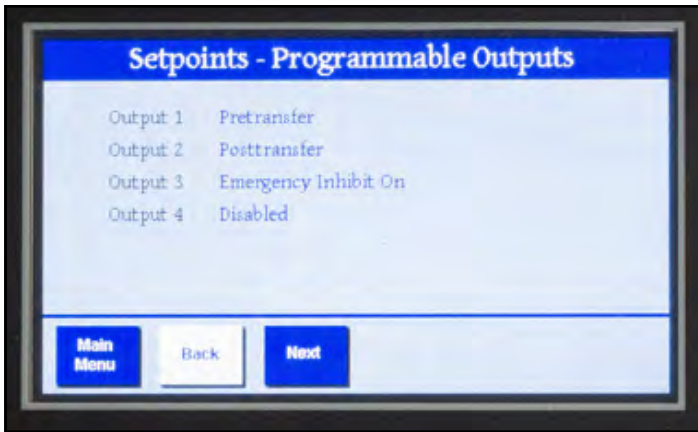 Setpoints - Programmable Outputs
Output 1 Pretransfer
Output 2 Posttransfer
Output 3 Emergency Inhibit On
Output 4 Disabled
Main
Menu
Back
Next